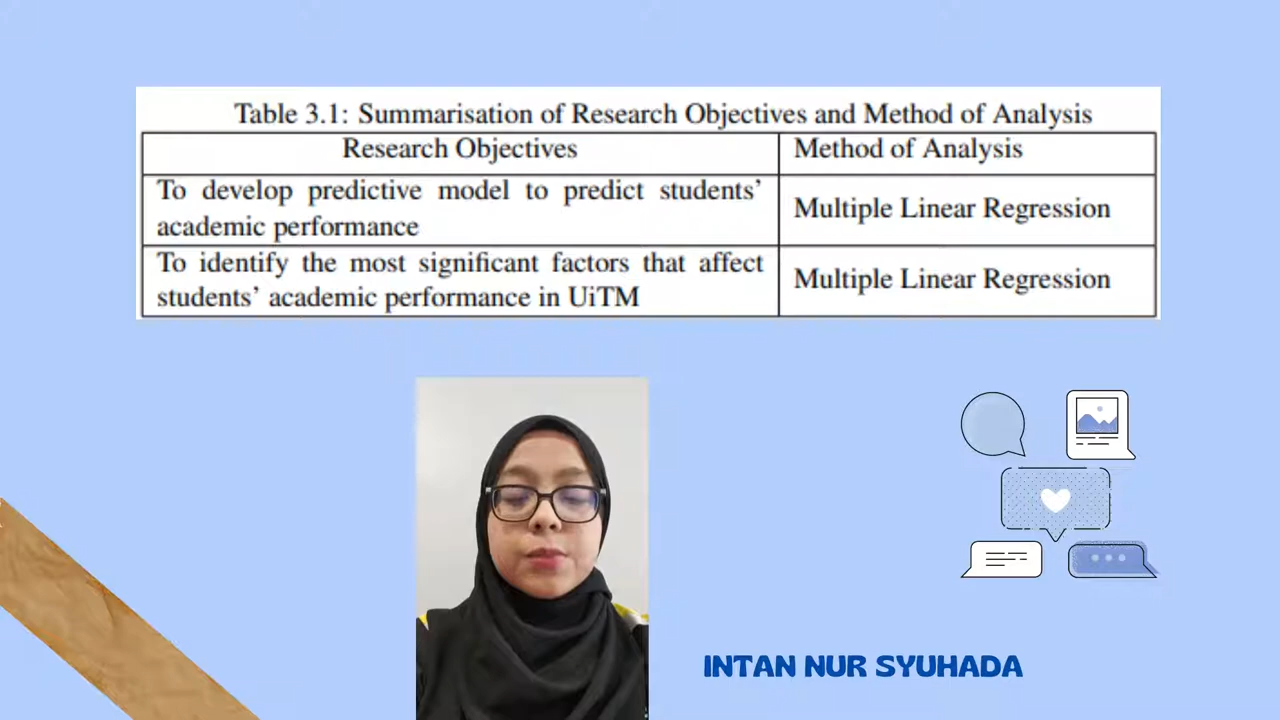 Table 3.1: Summarisation of Research Objectives and Method of Analysis
Research Objectives
Method of Analysis
To develop predictive model to predict students’
academic performance
Multiple Linear Regression
To identify the most significant factors that affect
students’ academic performance in UiTM
Multiple Linear Regression
INTAN NUR SYUHADA